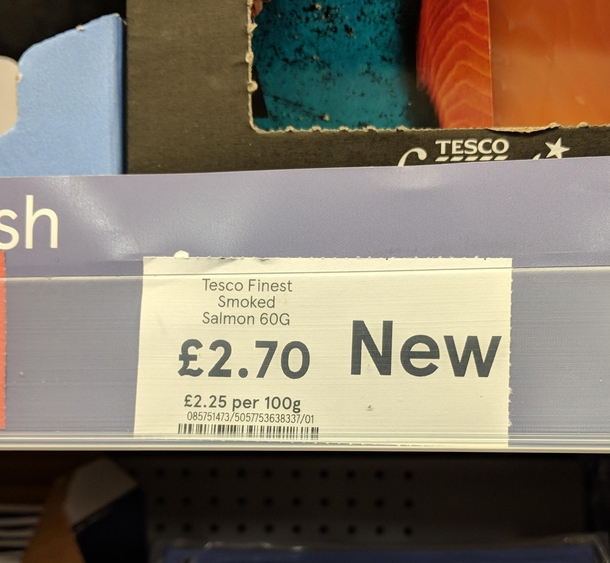 TESCO
sh
Tesco Finest
Smoked
Salmon 60G
£2.70
New
£2.25 per 100g
085751473/5057753638337/01